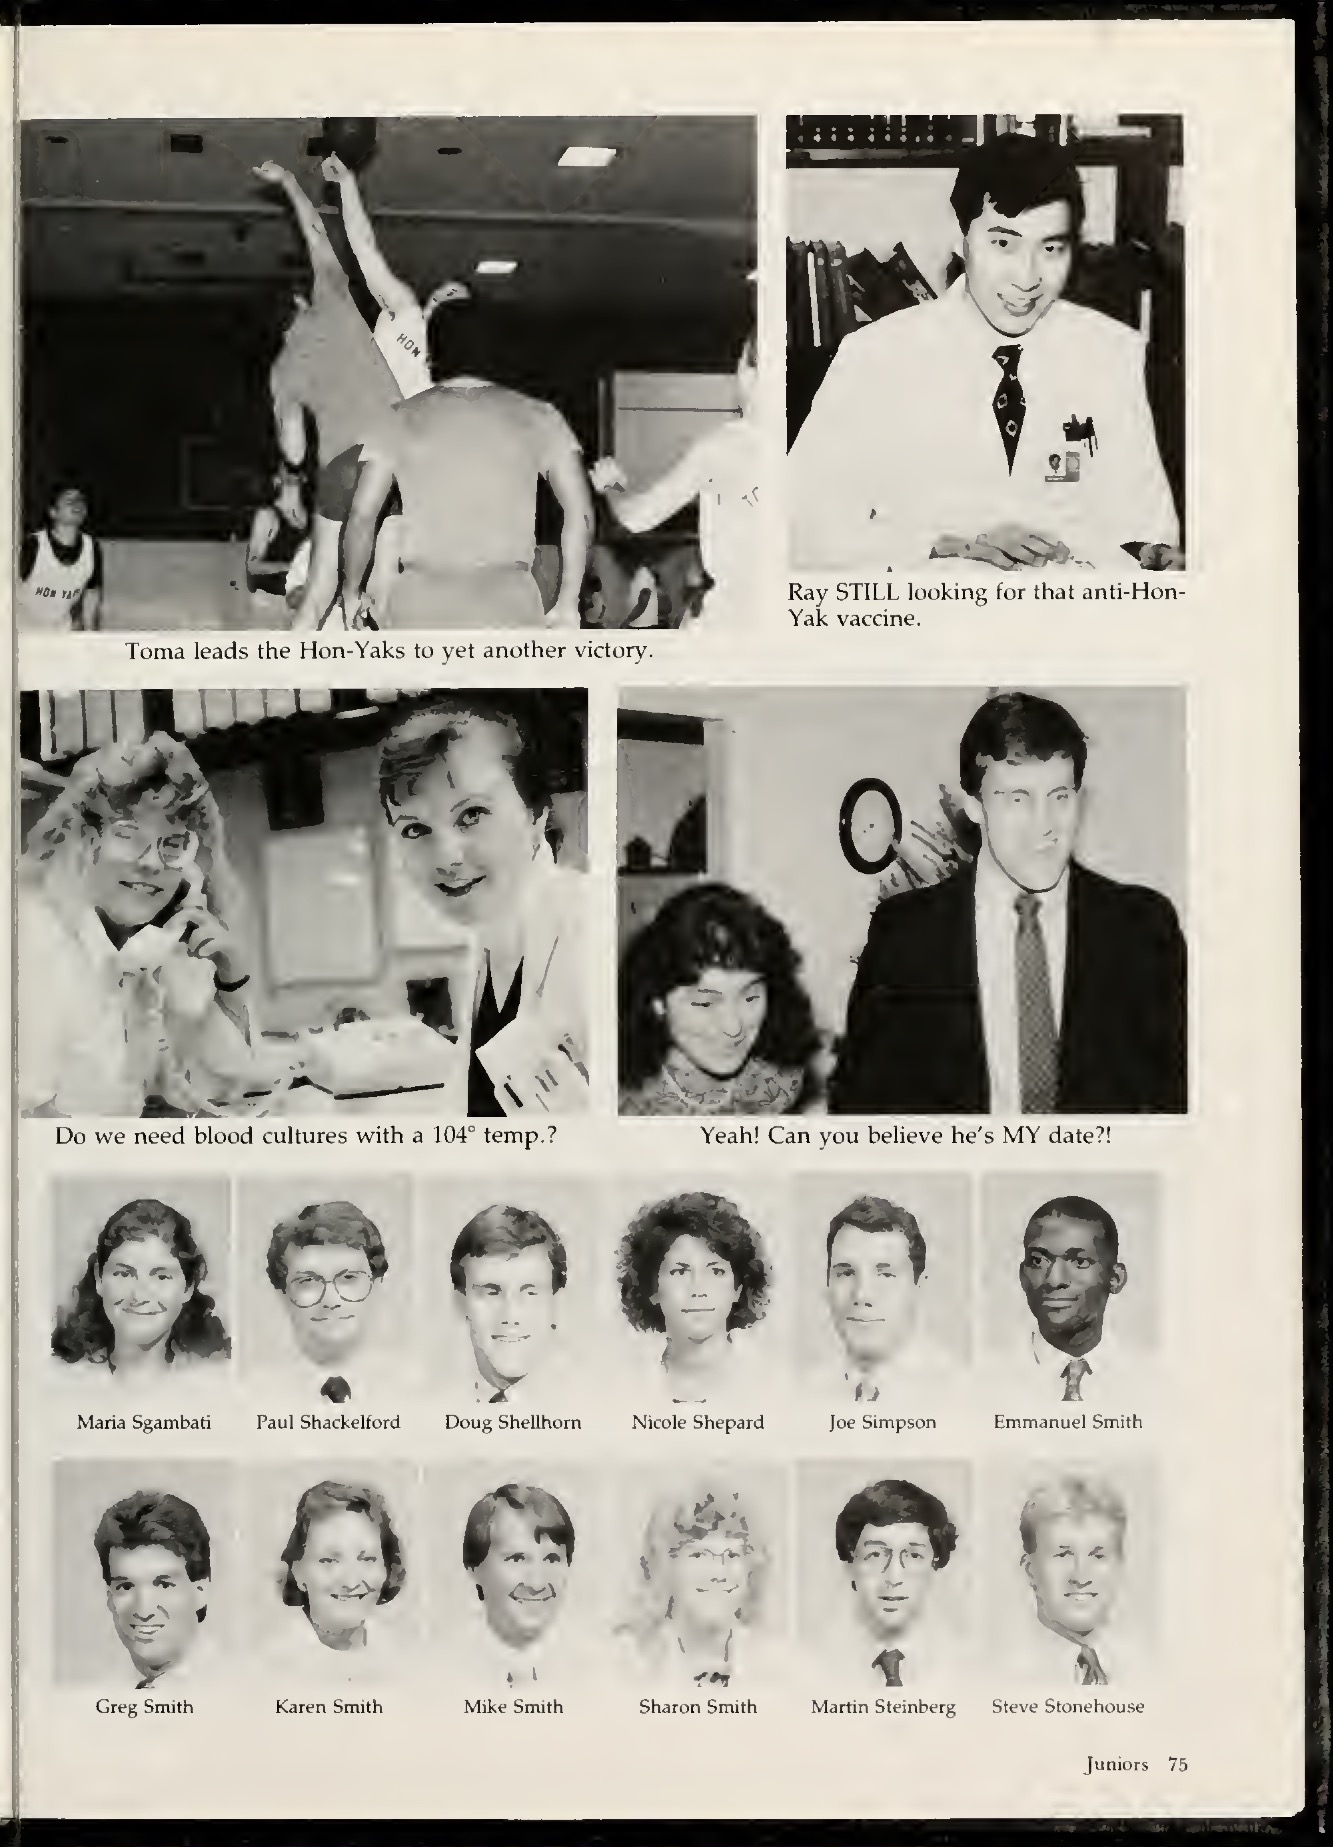 HON
HON YAK
Ray STILL looking for that anti-Hon-
Yak vaccine.
Toma leads the Hon-Yaks to yet another victory.
Do we need blood cultures with a 104° temp.?
Yeah! Can you believe he's MY date?!
Maria Sgambati
Paul Shackelford
Doug Shellhorn
Nicole Shepard
Joe Simpson
Emmanuel Smith
Greg Smith
Karen Smith
Mike Smith
Sharon Smith
Martin Steinberg
Steve Stonehouse
Juniors 75